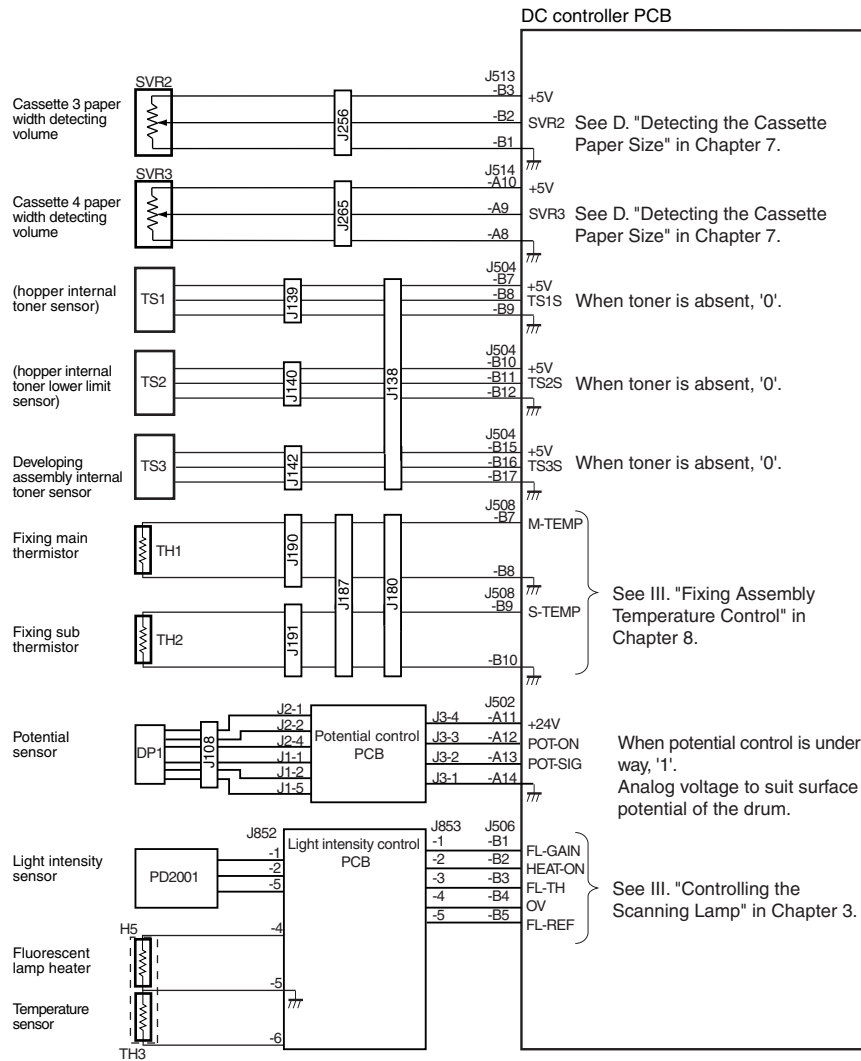 DC controller PCB
SVR2
Cassette 3 paper
width detecting
volume
J256
J513
-B3
+5V
-B2
SVR2
-B1
See D. "Detecting the Cassette
Paper Size" in Chapter 7.
SVR3
Cassette 4 paper
width detecting
volume
J265
J514
-A10
+5V
-A9
SVR3
-A8
See D. "Detecting the Cassette
Paper Size" in Chapter 7.
(hopper internal
toner sensor)
TS1
J139
J504
-B7
+5V
-B8
TS1S
-B9
When toner is absent, '0'.
(hopper internal
toner lower limit
sensor)
TS2
J140
J138
J504
-B10
+5V
-B11
TS2S
-B12
When toner is absent, '0'.
Developing
assembly internal
toner sensor
TS3
J142
J504
-B15
+5V
-B16
TS3S
-B17
When toner is absent, '0'.
Fixing main
thermistor
TH1
J190
J187
J180
J508
-B7
M-TEMP
-B8
Fixing sub
thermistor
TH2
J191
J508
-B9
S-TEMP
-B10
See III. "Fixing Assembly
Temperature Control" in
Chapter 8.
Potential
sensor
DP1
J108
J2-1
J2-2
J2-4
J1-1
J1-2
J1-5
Potential control
PCB
J3-4
J3-3
J3-2
J3-1
J502
-A11
+24V
-A12
POT-ON
-A13
POT-SIG
-A14
When potential control is under
way, '1'.
Analog voltage to suit surface
potential of the drum.
Light intensity
sensor
PD2001
J852
-1
-2
-5
Light intensity control
PCB
J853
-1
-2
-3
-4
-5
J506
-B1
FL-GAIN
-B2
HEAT-ON
-B3
FL-TH
-B4
OV
-B5
FL-REF
See III. "Controlling the
Scanning Lamp" in Chapter 3.
H5
-4
Fluorescent
lamp heater
-5
Temperature
sensor
-6
TH3